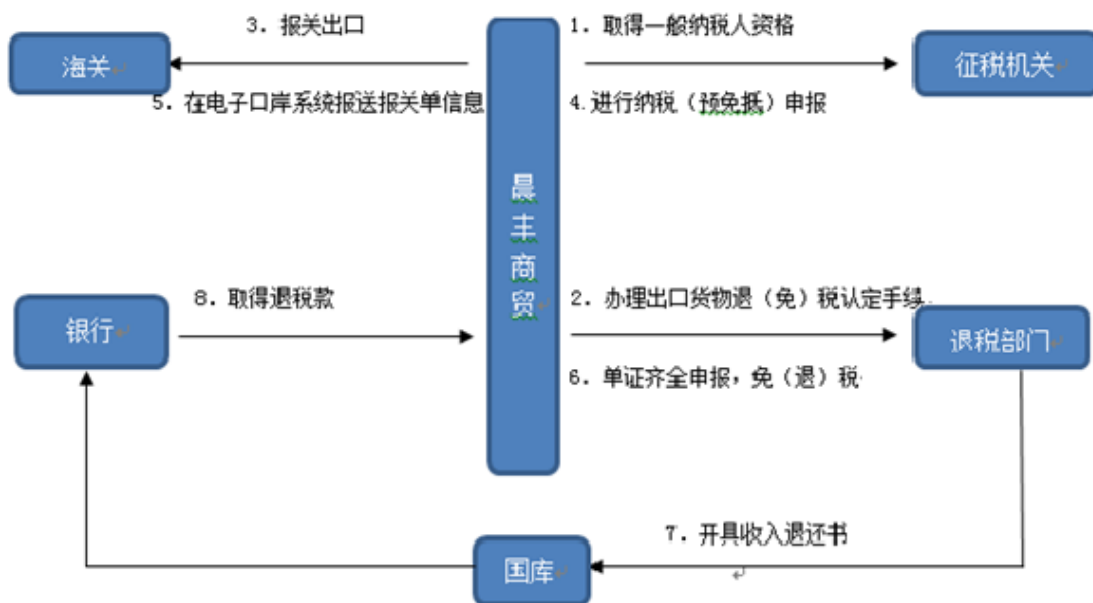 3. 报关出口
1. 取得一般纳税人资格
海关
征税机关
5. 在电子口岸系统报送报关单信息
4.进行纳税（预免抵）申报
晨丰商贸
8. 取得退税款
2. 办理出口货物退（免）税认定手续
银行
退税部门
6. 单证齐全申报，免（退）税
7. 开具收入退还书
国库